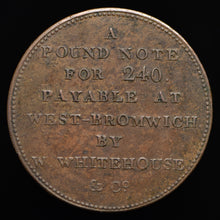 A
POUND NOTE
FOR 240
PAYABLE AT
WEST-BROMWICH
BY
W. WHITEHOUSE
& Co